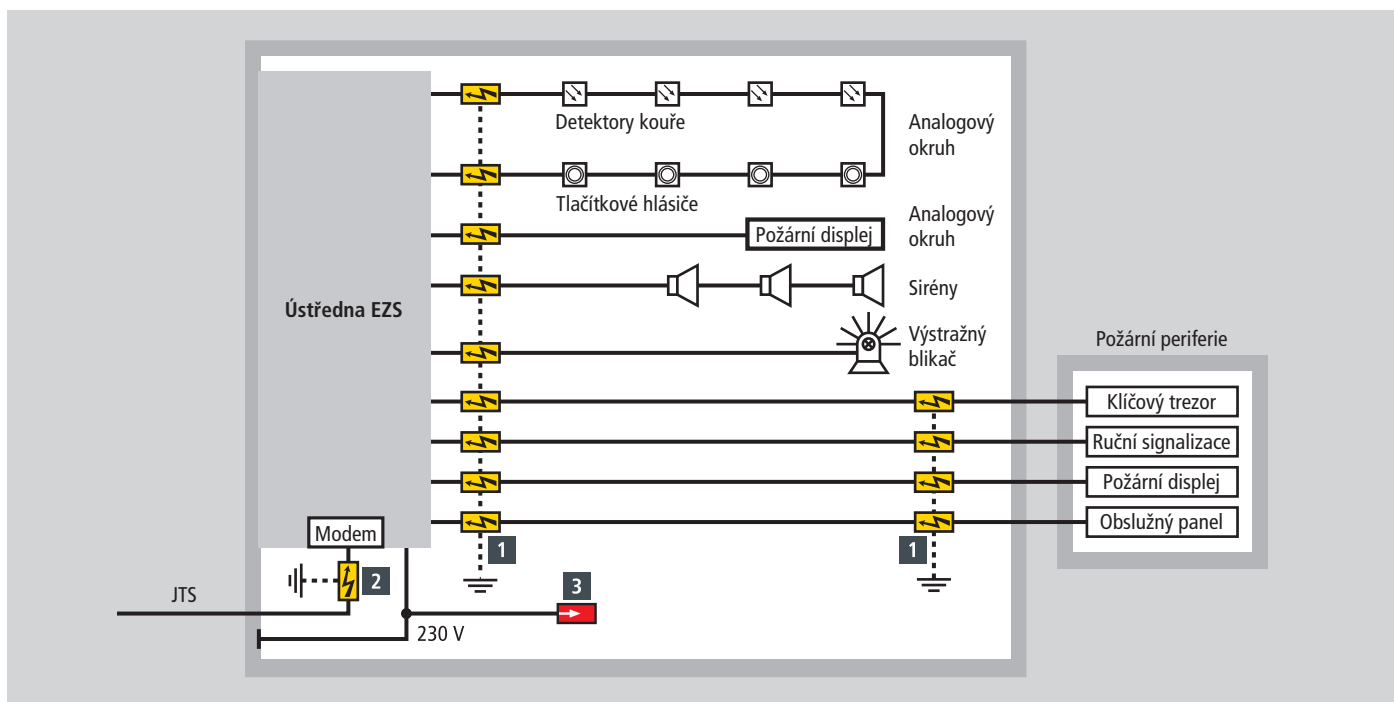 Detektory kouře
Analogový
okruh
Tlačítkové hlásiče
Požární displej
Analogový
okruh
Sirény
Ústředna EZS
Výstražný
blikač
Požární periferie
Klíčový trezor
Ruční signalizace
Požární displej
Obslužný panel
Modem
1
1
2
3
JTS
230 V